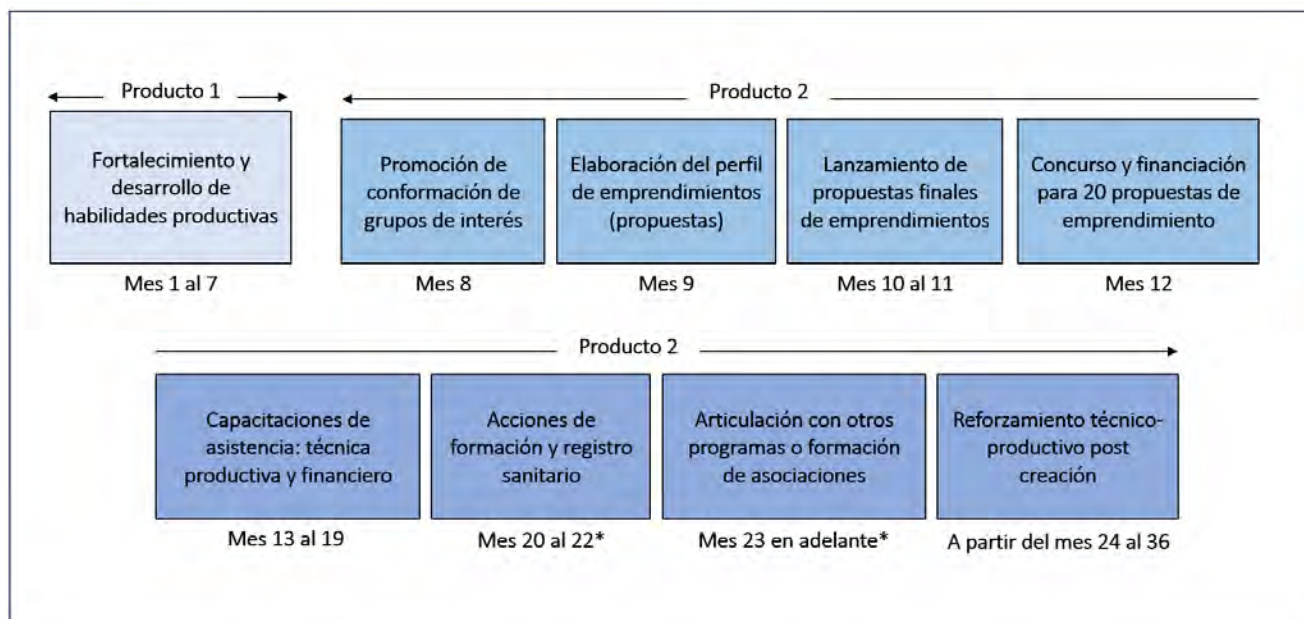 Producto 1
Producto 2
Fortalecimiento y
desarrollo de
habilidades productivas
Promoción de
conformación de
grupos de interés
Elaboración del perfil
de emprendimientos
(propuestas)
Lanzamiento de
propuestas finales
de emprendimientos
Concurso y financiación
para 20 propuestas de
emprendimiento
Mes 1 al 7
Mes 8
Mes 9
Mes 10 al 11
Mes 12
Producto 2
Capacitaciones de
asistencia: técnica
productiva y financiero
Acciones de
formación y registro
sanitario
Articulación con otros
programas o formación
de asociaciones
Reforzamiento técnico-
productivo post
creación
Mes 13 al 19
Mes 20 al 22*
Mes 23 en adelante*
A partir del mes 24 al 36